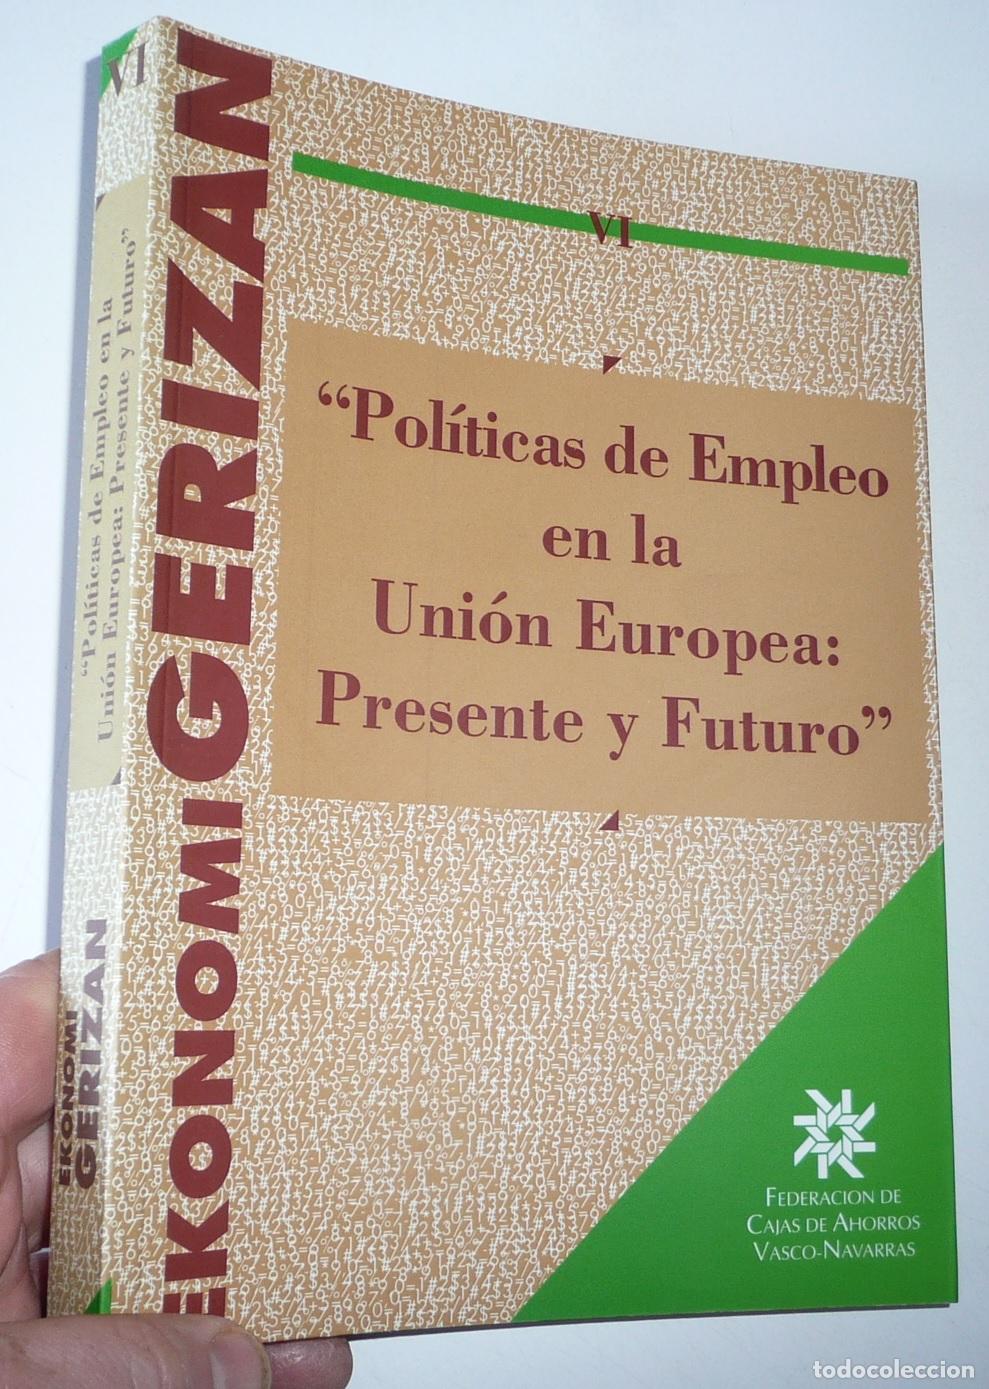 VI
"Políticas de Empleo en la
Unión Europea: Presente y Futuro"
EKONOMI
GERIZAN
EKONOMI GERIZAN
VI
“Políticas de Empleo
en la
Unión Europea:
Presente y Futuro”
FEDERACION DE
CAJAS DE AHORROS
VASCO-NAVARRAS
todocoleccion